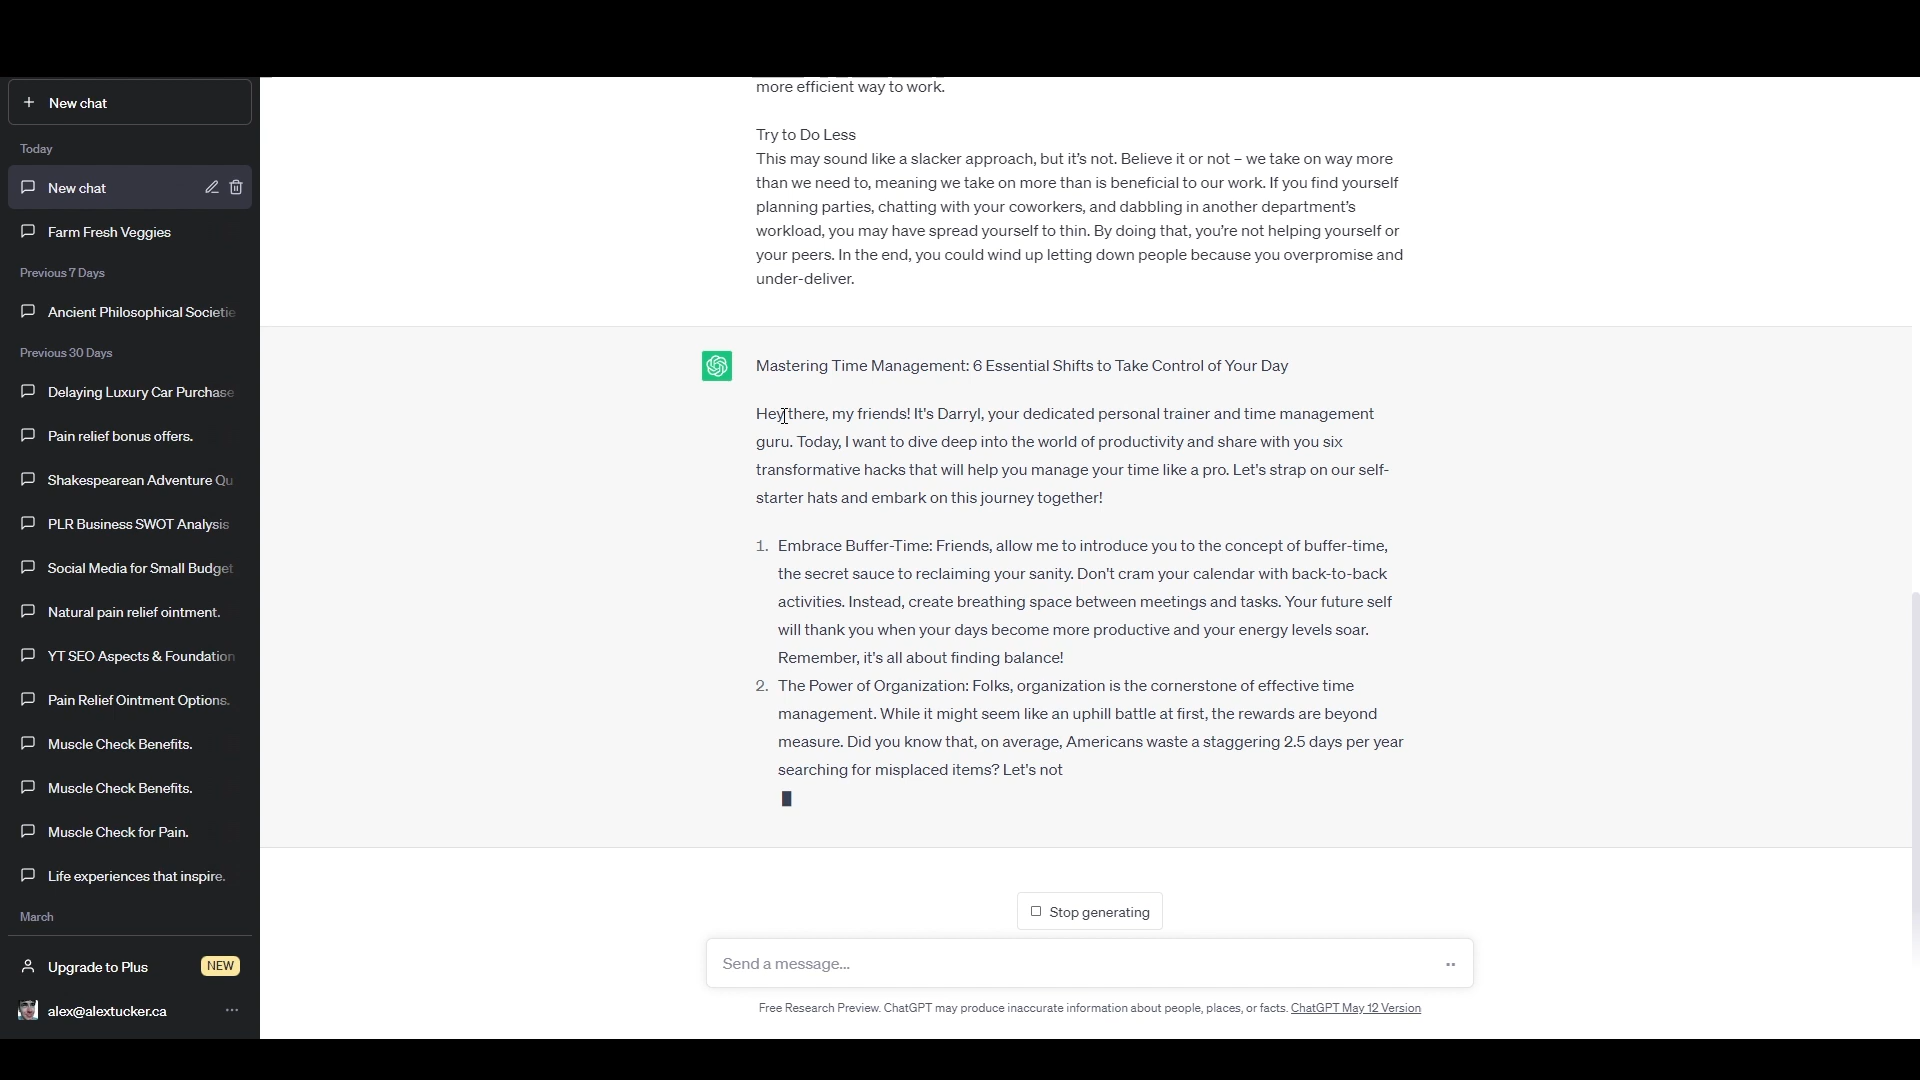 New chat
Today
New chat
Farm Fresh Veggies
Previous 7 Days
Ancient Philosophical Societie
Previous 30 Days
Delaying Luxury Car Purchase
Pain relief bonus offers.
Shakespearean Adventure Qu
PLR Business SWOT Analysis
Social Media for Small Budget
Natural pain relief ointment.
YT SEO Aspects & Foundation
Pain Relief Ointment Options.
Muscle Check Benefits.
Muscle Check Benefits.
Muscle Check for Pain.
Life experiences that inspire.
March
Upgrade to Plus NEW
alex@alextucker.ca
more efficient way to work.
Try to Do Less
This may sound like a slacker approach, but it’s not. Believe it or not – we take on way more
than we need to, meaning we take on more than is beneficial to our work. If you find yourself
planning parties, chatting with your coworkers, and dabbling in another department’s
workload, you may have spread yourself to thin. By doing that, you’re not helping yourself or
your peers. In the end, you could wind up letting down people because you overpromise and
under-deliver.
Mastering Time Management: 6 Essential Shifts to Take Control of Your Day
Hey there, my friends! It's Darryl, your dedicated personal trainer and time management
guru. Today, I want to dive deep into the world of productivity and share with you six
transformative hacks that will help you manage your time like a pro. Let's strap on our self-
starter hats and embark on this journey together!
1. Embrace Buffer-Time: Friends, allow me to introduce you to the concept of buffer-time,
the secret sauce to reclaiming your sanity. Don't cram your calendar with back-to-back
activities. Instead, create breathing space between meetings and tasks. Your future self
will thank you when your days become more productive and your energy levels soar.
Remember, it's all about finding balance!
2. The Power of Organization: Folks, organization is the cornerstone of effective time
management. While it might seem like an uphill battle at first, the rewards are beyond
measure. Did you know that, on average, Americans waste a staggering 2.5 days per year
searching for misplaced items? Let's not
Stop generating
Send a message...
Free Research Preview. ChatGPT may produce inaccurate information about people, places, or facts. ChatGPT May 12 Version